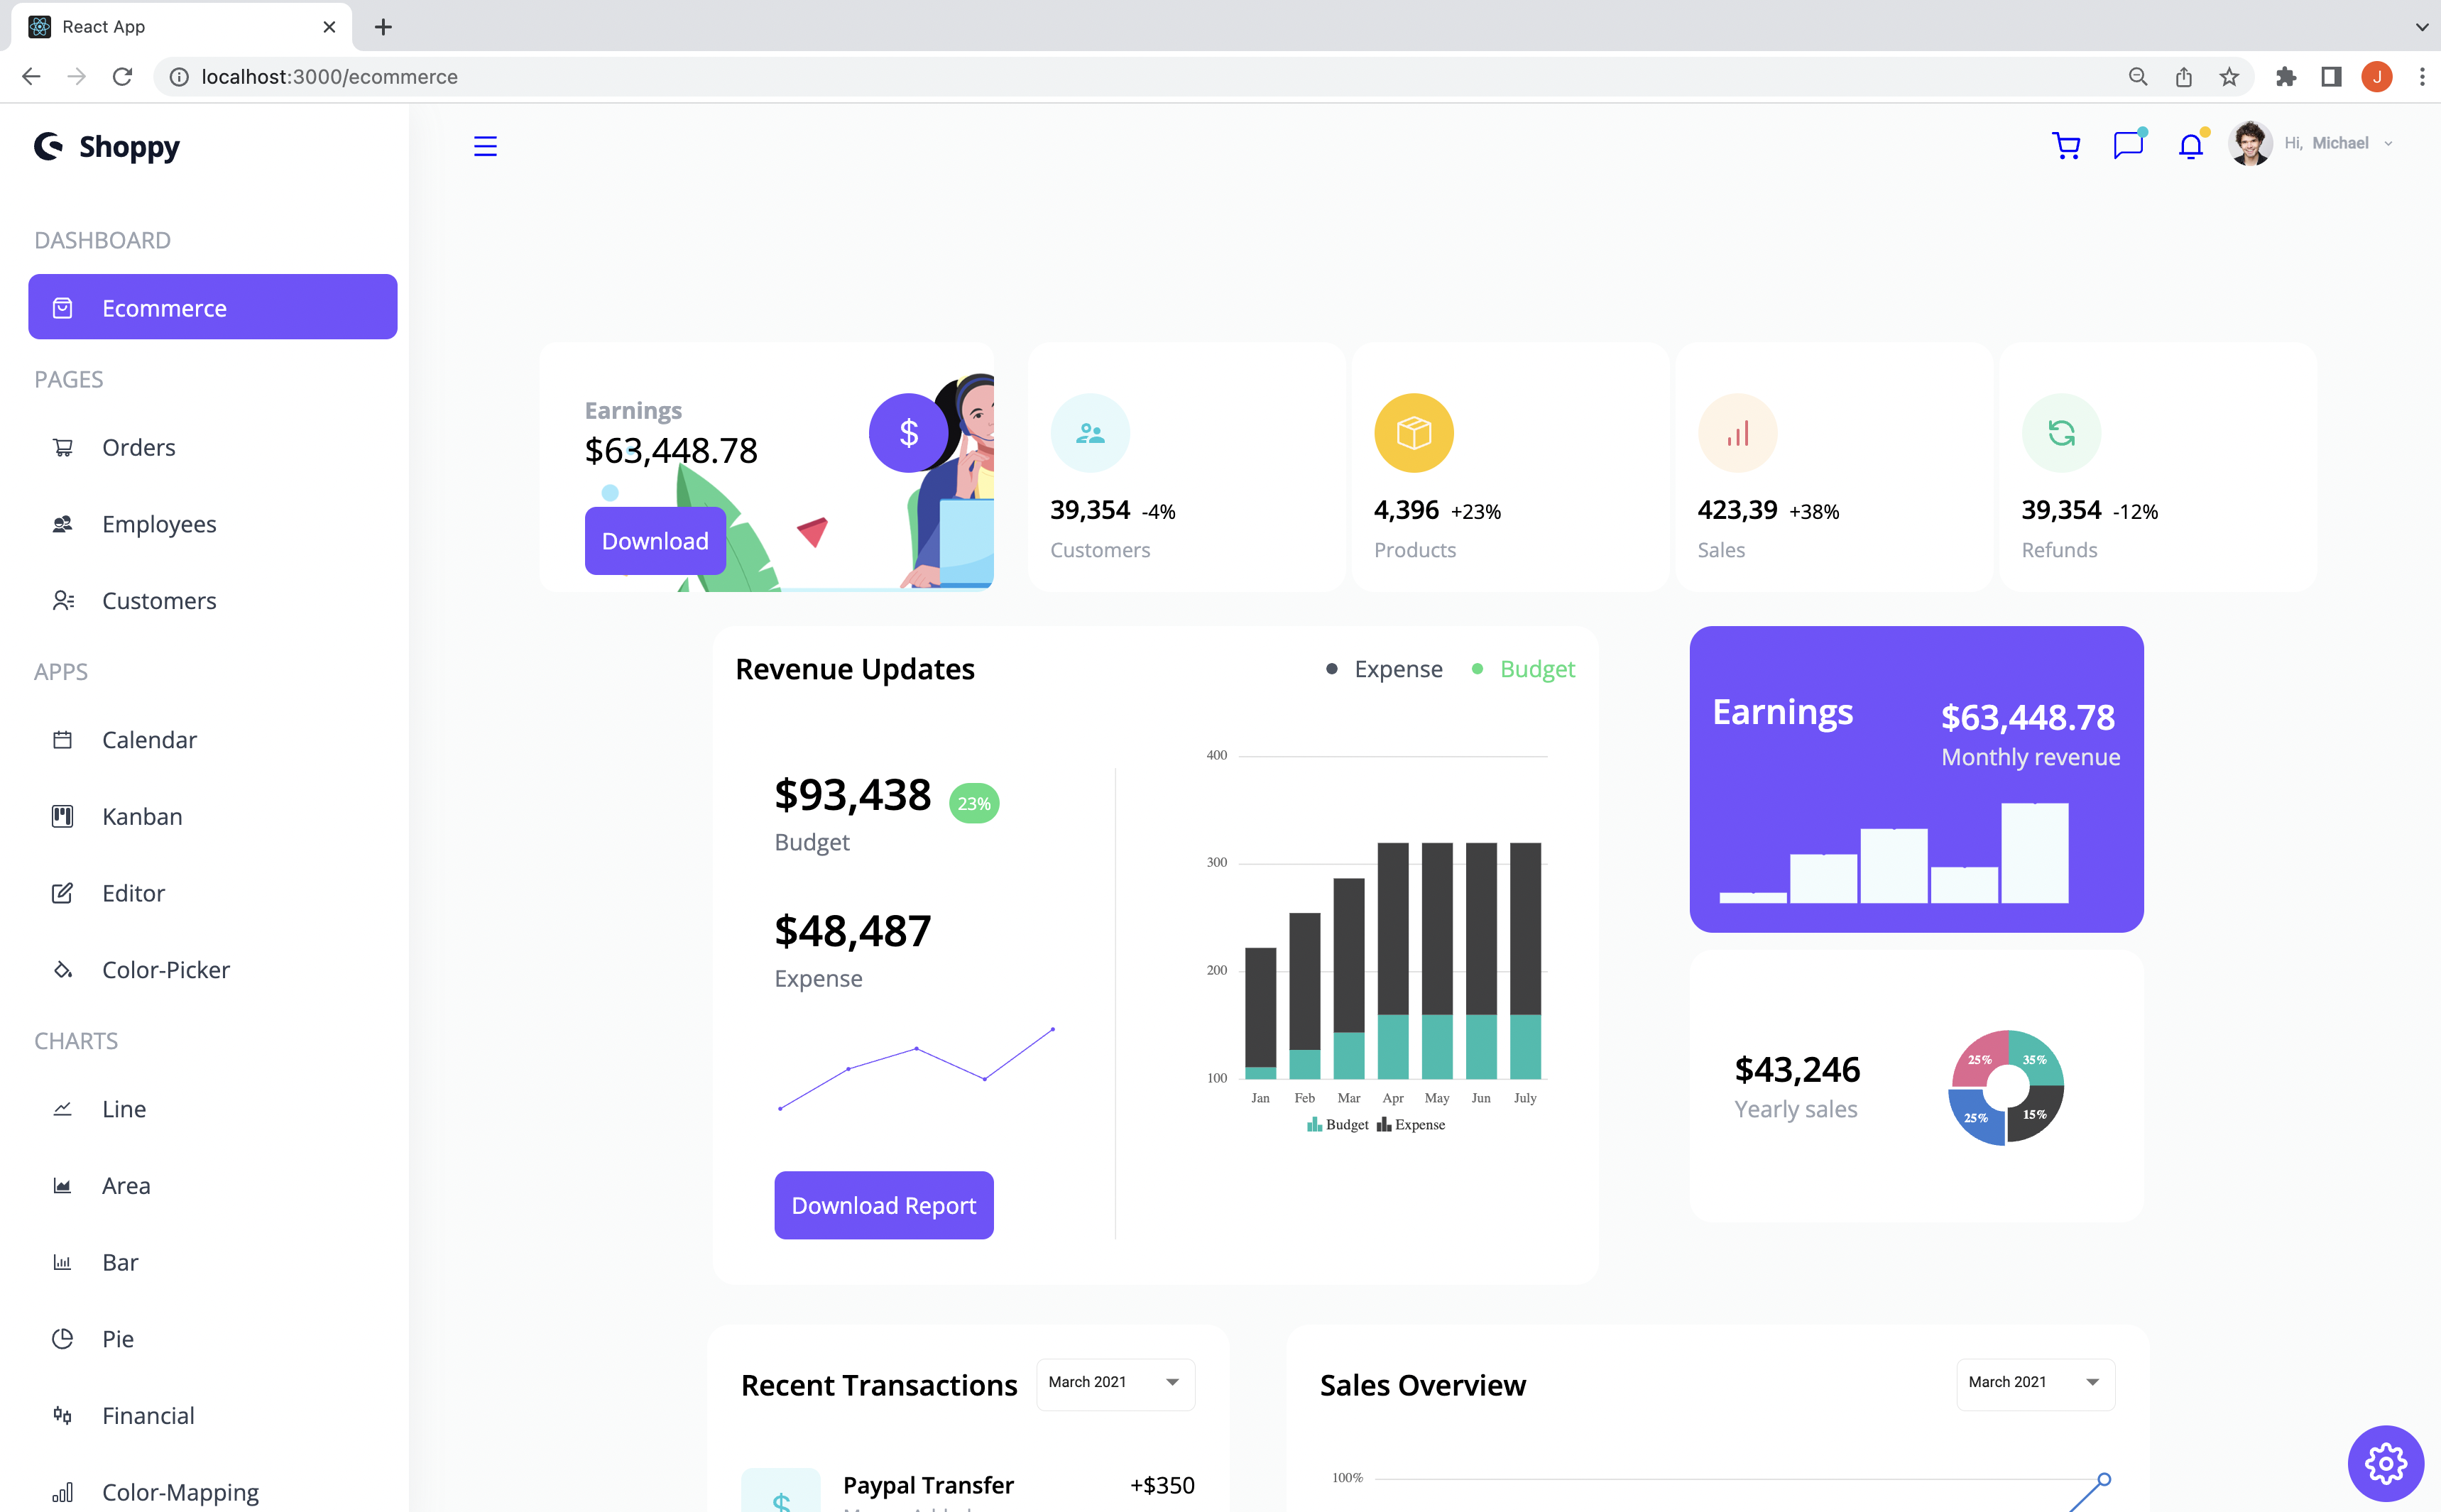 React App
localhost:3000/ecommerce
J
Shoppy
Hi, Michael
DASHBOARD
Ecommerce
PAGES
Orders
Employees
Customers
APPS
Calendar
Kanban
Editor
Color-Picker
CHARTS
Line
Area
Bar
Pie
Financial
Color-Mapping
Earnings
$63,448.78
Download
$
39,354 -4%
Customers
4,396 +23%
Products
423,39 +38%
Sales
39,354 -12%
Refunds
Revenue Updates
Expense
Budget
$93,438 23%
Budget
$48,487
Expense
Download Report
400
300
200
100
Jan Feb Mar Apr May Jun July
Budget Expense
Earnings
$63,448.78
Monthly revenue
$43,246
Yearly sales
25% 35%
25% 15%
Recent Transactions
March 2021
$
Paypal Transfer
+$350
Sales Overview
March 2021
100%